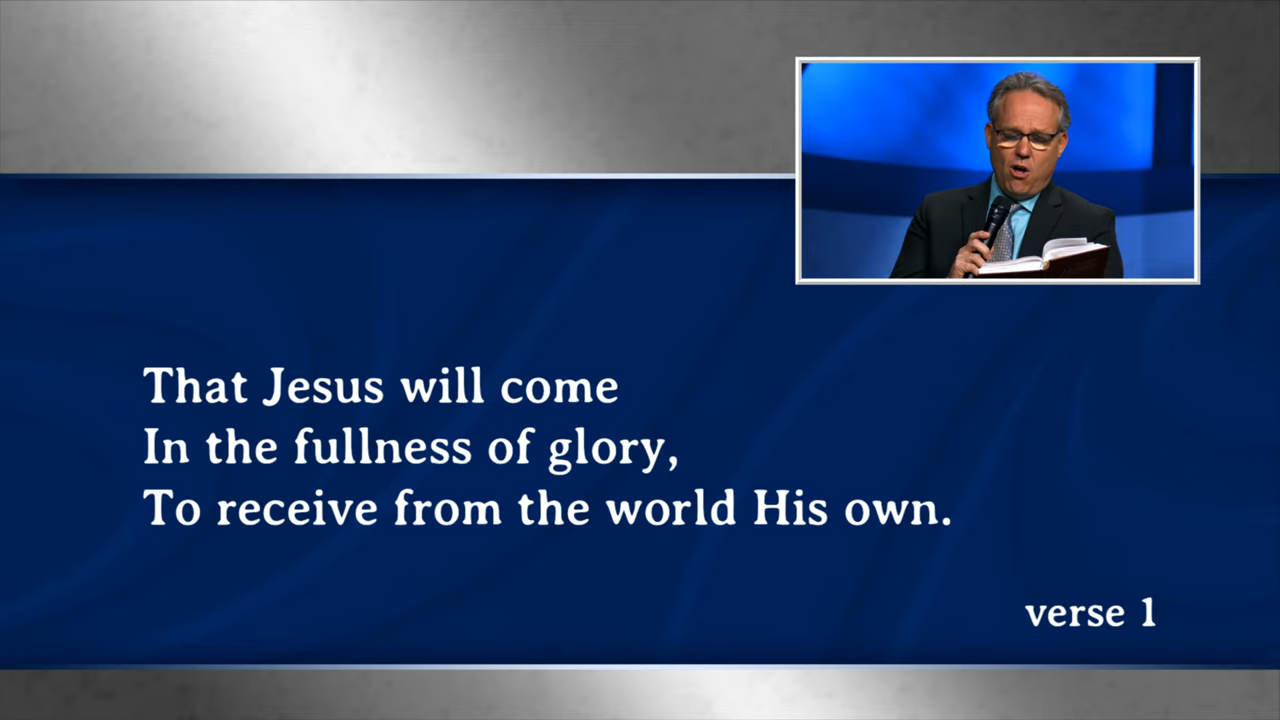 That Jesus will come
In the fullness of glory,
To receive from the world His own.
verse 1